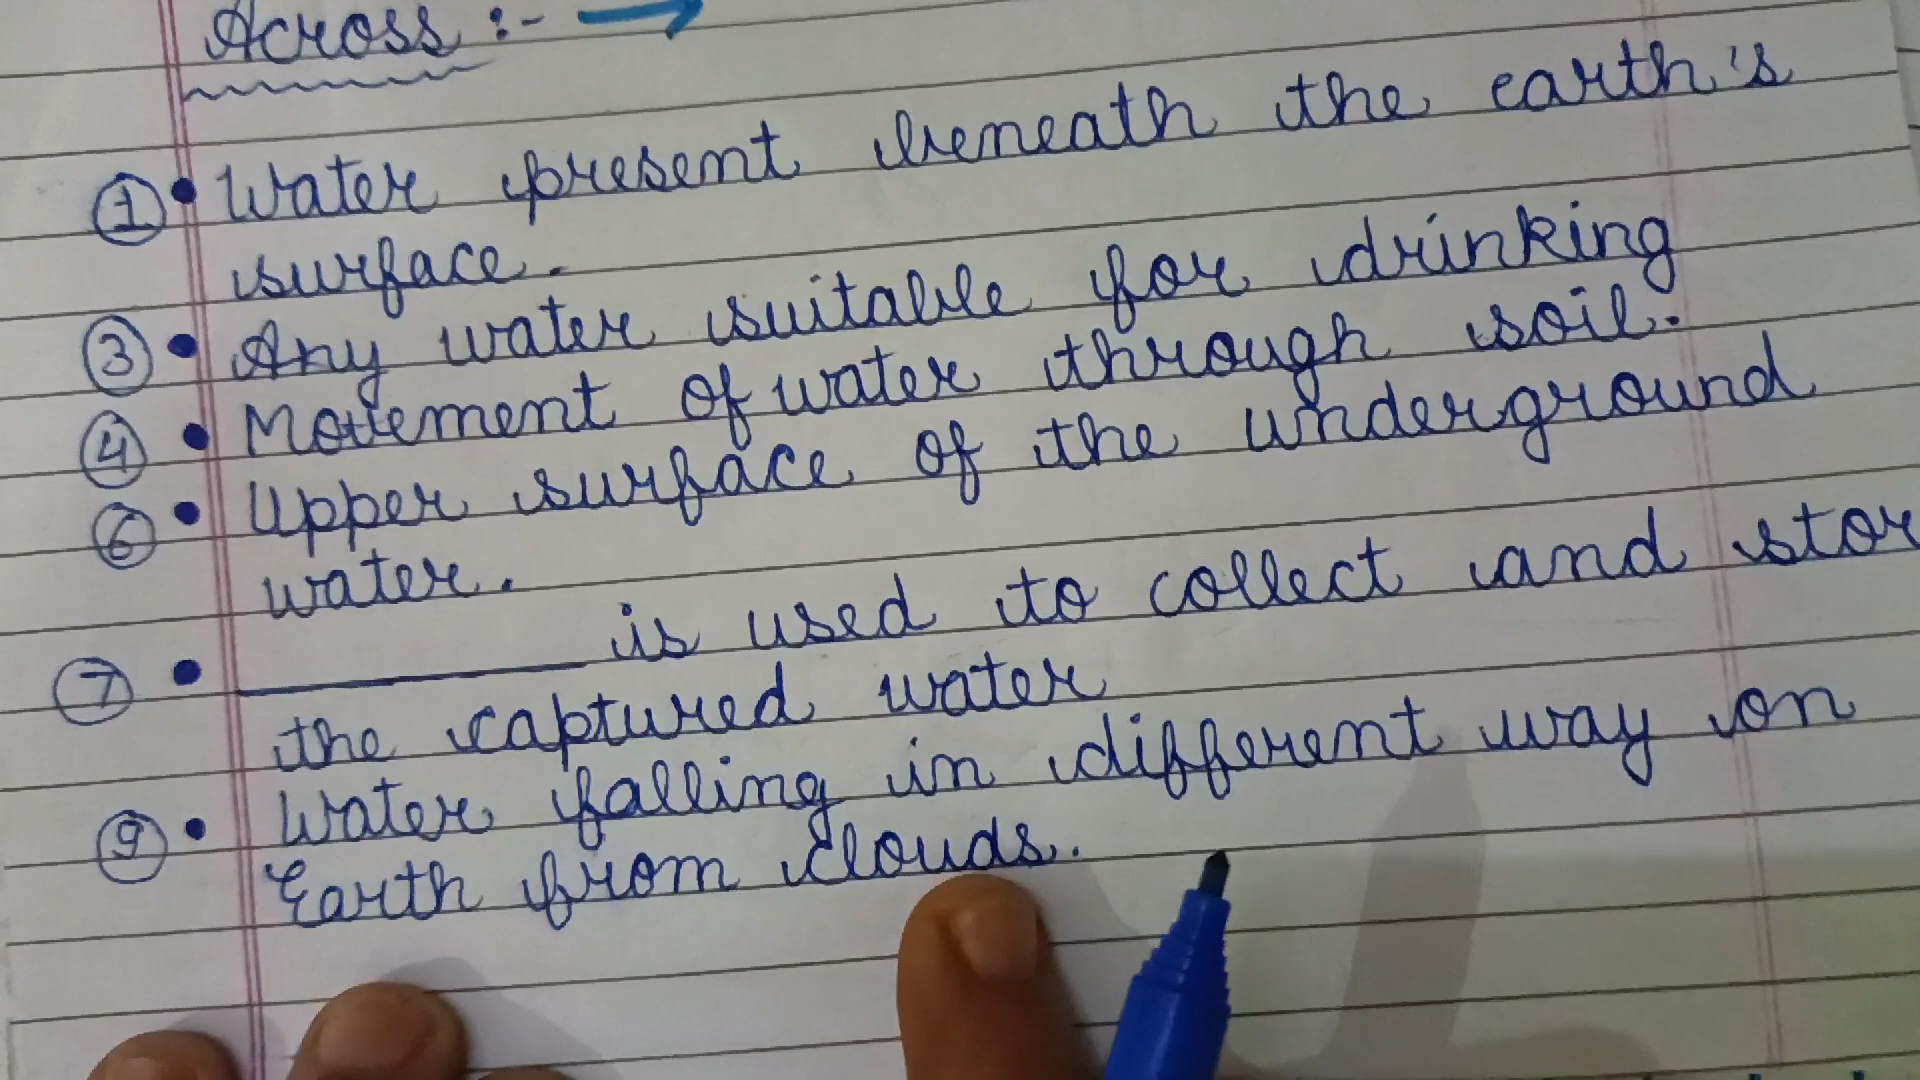 Across :- →
① • Water present beneath the earth's
surface.
③ • Any water suitable for drinking
④ • Movement of water through soil.
⑥ • Upper surface of the underground
water.
⑦ • ________ is used to collect and stor
the captured water
⑨ • Water falling in different way on
Earth from clouds.